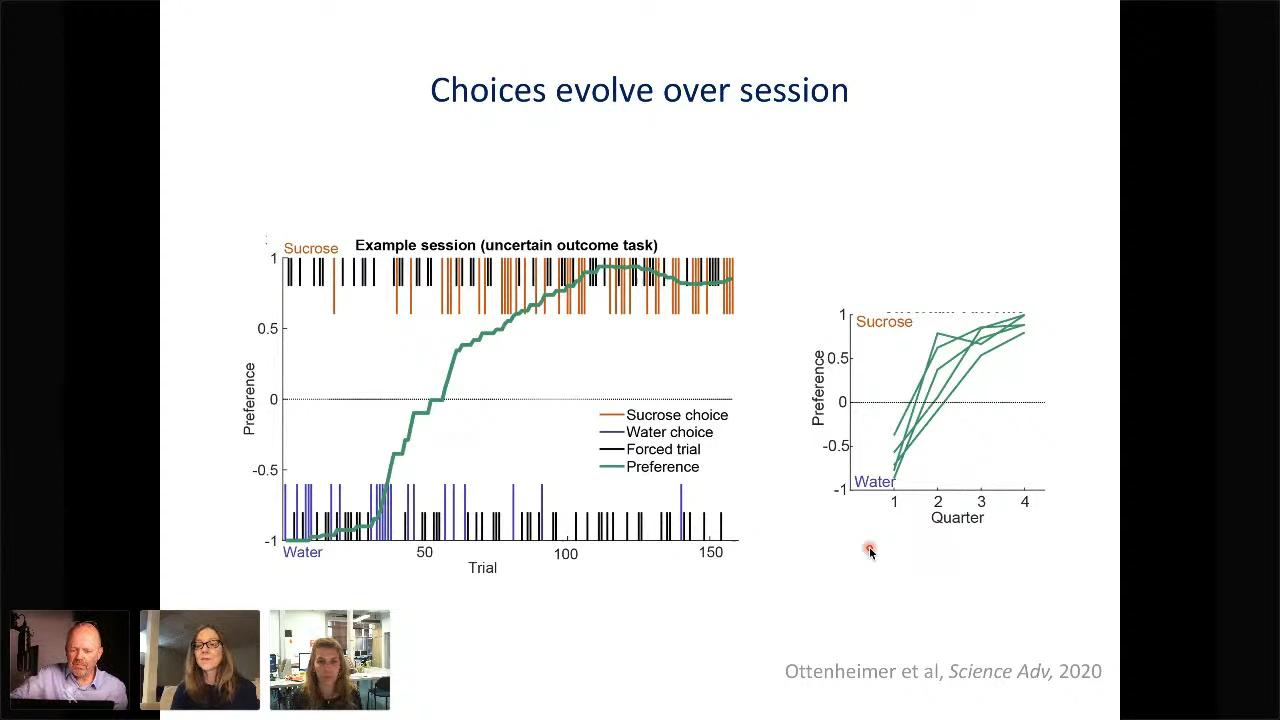 Choices evolve over session
Example session (uncertain outcome task)
Sucrose
1
0.5
0
-0.5
-1
Preference
Sucrose choice
Water choice
Forced trial
Preference
Water
50
100
150
Trial
1
Sucrose
0.5
0
-0.5
-1
Preference
Water
1 2 3 4
Quarter
Ottenheimer et al, Science Adv, 2020